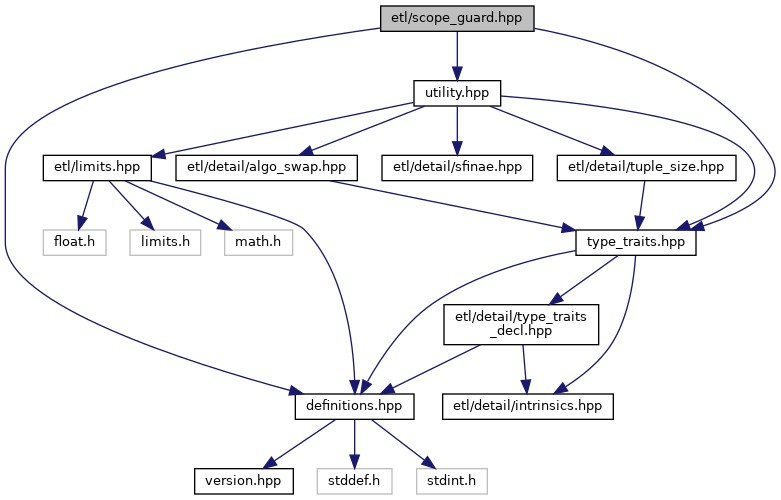 etl/scope_guard.hpp
utility.hpp
etl/limits.hpp
etl/detail/algo_swap.hpp
etl/detail/sfinae.hpp
etl/detail/tuple_size.hpp
float.h
limits.h
math.h
type_traits.hpp
etl/detail/type_traits
_decl.hpp
definitions.hpp
etl/detail/intrinsics.hpp
version.hpp
stddef.h
stdint.h